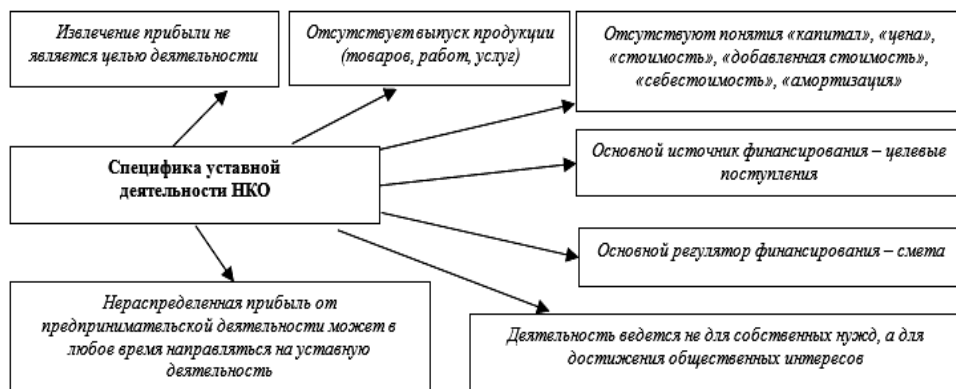 Извлечение прибыли не
является целью деятельности
Отсутствует выпуск продукции
(товаров, работ, услуг)
Отсутствуют понятия «капитал», «цена»,
«стоимость», «добавленная стоимость»,
«себестоимость», «амортизация»
Специфика уставной
деятельности НКО
Основной источник финансирования – целевые
поступления
Основной регулятор финансирования – смета
Нераспределенная прибыль от
предпринимательской деятельности может в
любое время направляться на уставную
деятельность
Деятельность ведется не для собственных нужд, а для
достижения общественных интересов